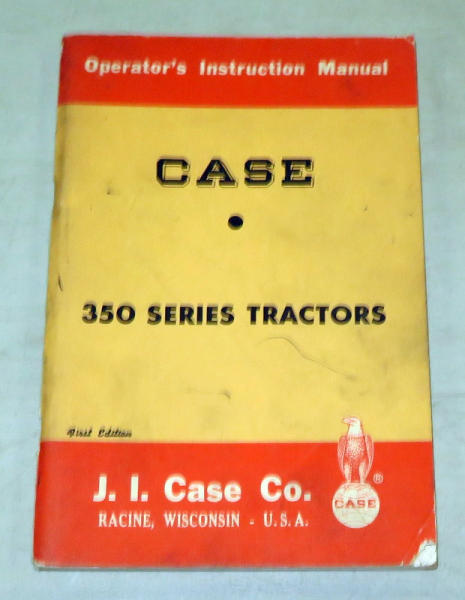 Operator's Instruction Manual
CASE
350 SERIES TRACTORS
First Edition
CASE
®
J. I. Case Co.
RACINE, WISCONSIN - U.S.A.